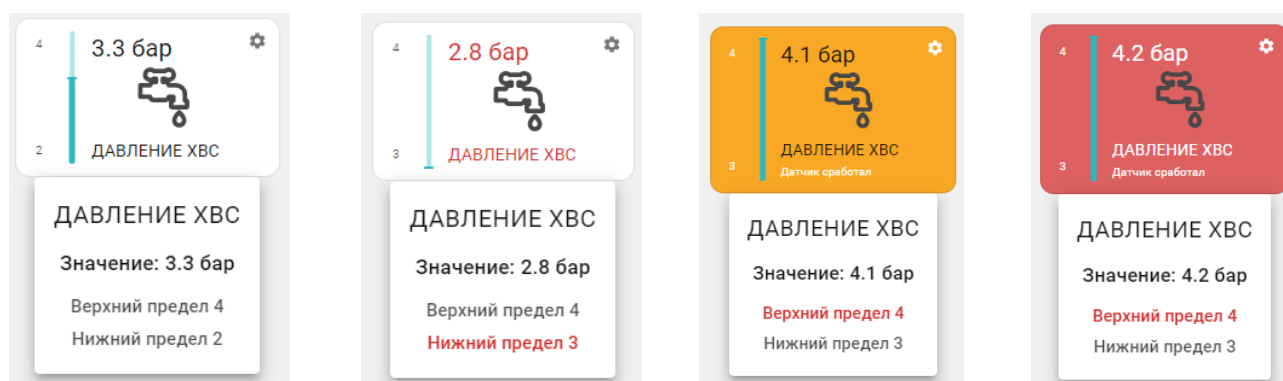 4
3.3 бар
2
ДАВЛЕНИЕ ХВС
ДАВЛЕНИЕ ХВС
Значение: 3.3 бар
Верхний предел 4
Нижний предел 2
4
2.8 бар
3
ДАВЛЕНИЕ ХВС
ДАВЛЕНИЕ ХВС
Значение: 2.8 бар
Верхний предел 4
Нижний предел 3
4
4.1 бар
ДАВЛЕНИЕ ХВС
3
Датчик сработал
ДАВЛЕНИЕ ХВС
Значение: 4.1 бар
Верхний предел 4
Нижний предел 3
4
4.2 бар
ДАВЛЕНИЕ ХВС
3
Датчик сработал
ДАВЛЕНИЕ ХВС
Значение: 4.2 бар
Верхний предел 4
Нижний предел 3